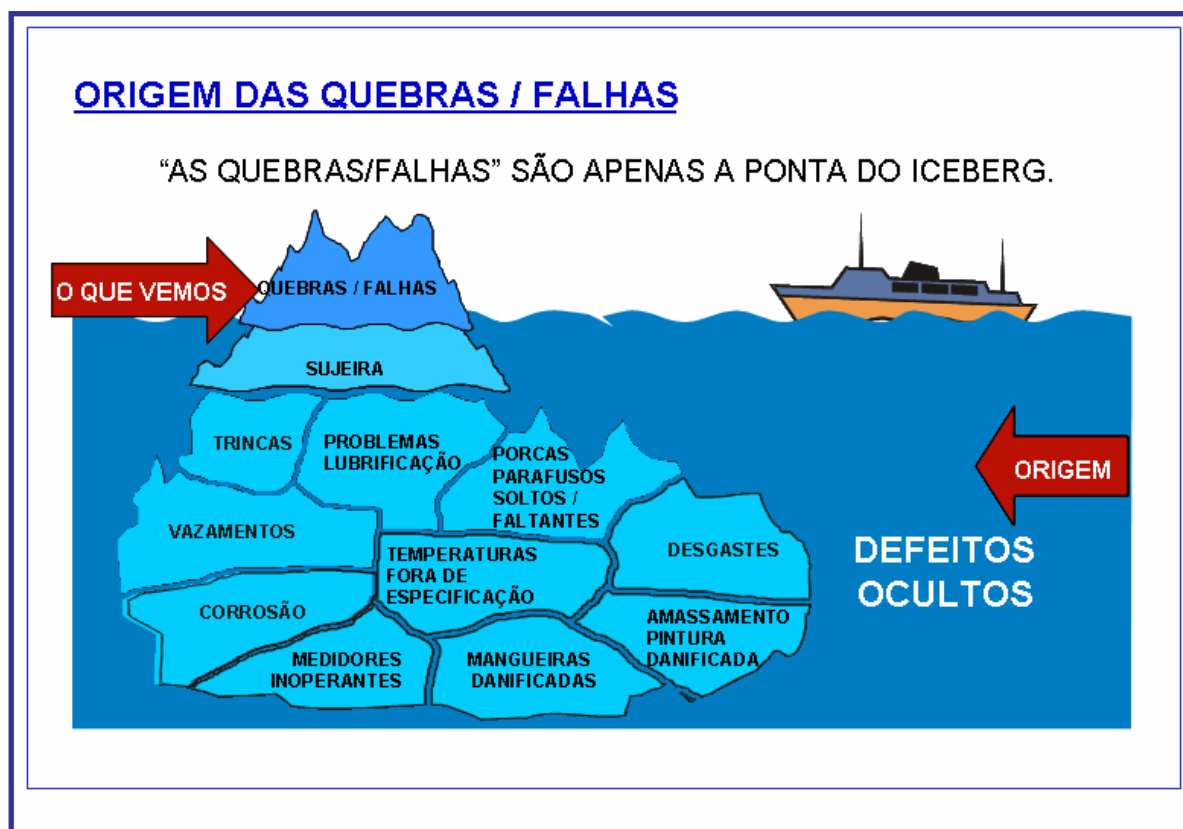 ORIGEM DAS QUEBRAS / FALHAS
“AS QUEBRAS/FALHAS” SÃO APENAS A PONTA DO ICEBERG.
O QUE VEMOS
QUEBRAS / FALHAS
SUJEIRA
TRINCAS
PROBLEMAS
LUBRIFICAÇÃO
PORCAS
PARAFUSOS
SOLTOS /
FALTANTES
ORIGEM
VAZAMENTOS
TEMPERATURAS
FORA DE
ESPECIFICAÇÃO
DESGASTES
DEFEITOS
OCULTOS
CORROSÃO
AMASSAMENTO
PINTURA
DANIFICADA
MEDIDORES
INOPERANTES
MANGUEIRAS
DANIFICADAS